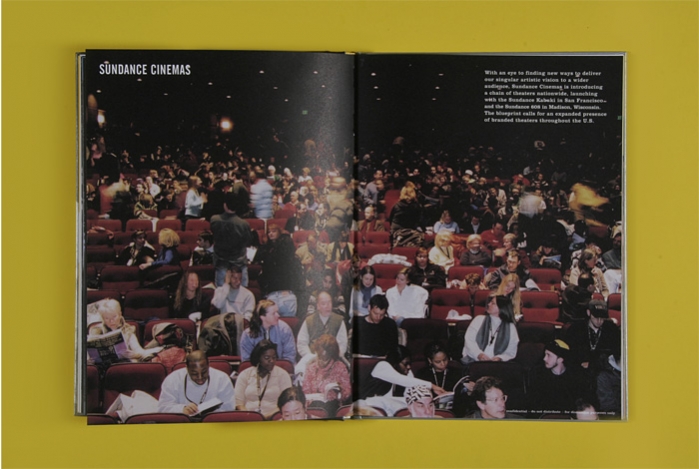 SUNDANCE CINEMAS
With an eye to finding new ways to deliver
our singular artistic vision to a wider
audience, Sundance Cinemas is introducing
a chain of theaters nationwide, launching
with the Sundance Kabuki in San Francisco
and the Sundance 608 in Madison, Wisconsin.
The blueprint calls for an expanded presence
of branded theaters throughout the U.S.